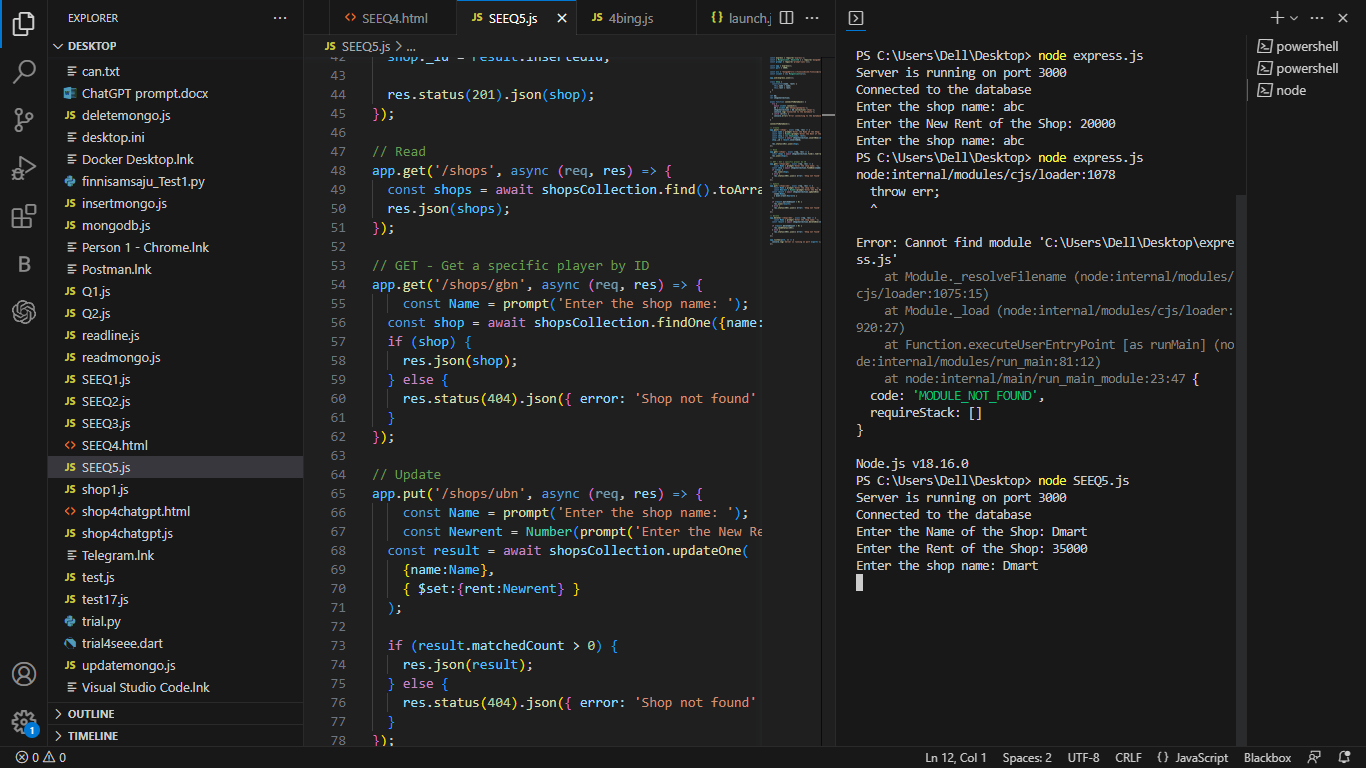 EXPLORER
DESKTOP
can.txt
ChatGPT prompt.docx
deletemongo.js
desktop.ini
Docker Desktop.lnk
finnisamsaju_Test1.py
insertmongo.js
mongodb.js
Person 1 - Chrome.lnk
Postman.lnk
Q1.js
Q2.js
readline.js
readmongo.js
SEEQ1.js
SEEQ2.js
SEEQ3.js
SEEQ4.html
SEEQ5.js
shop1.js
shop4chatgpt.html
shop4chatgpt.js
Telegram.lnk
test.js
test17.js
trial.py
trial4seee.dart
updatemongo.js
Visual Studio Code.lnk
OUTLINE
TIMELINE
SEEQ4.html
SEEQ5.js
4bing.js
launch.j
SEEQ5.js > ...
42 shop._id = result.insertedId;
43
44 res.status(201).json(shop);
45 });
46
47 // Read
48 app.get('/shops', async (req, res) => {
49 const shops = await shopsCollection.find().toArra
50 res.json(shops);
51 });
52
53 // GET - Get a specific player by ID
54 app.get('/shops/gbn', async (req, res) => {
55 const Name = prompt('Enter the shop name: ');
56 const shop = await shopsCollection.findOne({name:
57 if (shop) {
58 res.json(shop);
59 } else {
60 res.status(404).json({ error: 'Shop not found'
61 }
62 });
63
64 // Update
65 app.put('/shops/ubn', async (req, res) => {
66 const Name = prompt('Enter the shop name: ');
67 const Newrent = Number(prompt('Enter the New Re
68 const result = await shopsCollection.updateOne(
69 {name:Name},
70 { $set:{rent:Newrent} }
71 );
72
73 if (result.matchedCount > 0) {
74 res.json(result);
75 } else {
76 res.status(404).json({ error: 'Shop not found'
77 }
78 });
PS C:\Users\Dell\Desktop> node express.js
Server is running on port 3000
Connected to the database
Enter the shop name: abc
Enter the New Rent of the Shop: 20000
Enter the shop name: abc
PS C:\Users\Dell\Desktop> node express.js
node:internal/modules/cjs/loader:1078
throw err;
^
Error: Cannot find module 'C:\Users\Dell\Desktop\expre
ss.js'
at Module._resolveFilename (node:internal/modules/
cjs/loader:1075:15)
at Module._load (node:internal/modules/cjs/loader:
920:27)
at Function.executeUserEntryPoint [as runMain] (no
de:internal/modules/run_main:81:12)
at node:internal/main/run_main_module:23:47 {
code: 'MODULE_NOT_FOUND',
requireStack: []
}
Node.js v18.16.0
PS C:\Users\Dell\Desktop> node SEEQ5.js
Server is running on port 3000
Connected to the database
Enter the Name of the Shop: Dmart
Enter the Rent of the Shop: 35000
Enter the shop name: Dmart
powershell
powershell
node
B
1
0 0
Ln 12, Col 1
Spaces: 2
UTF-8
CRLF
{} JavaScript
Blackbox